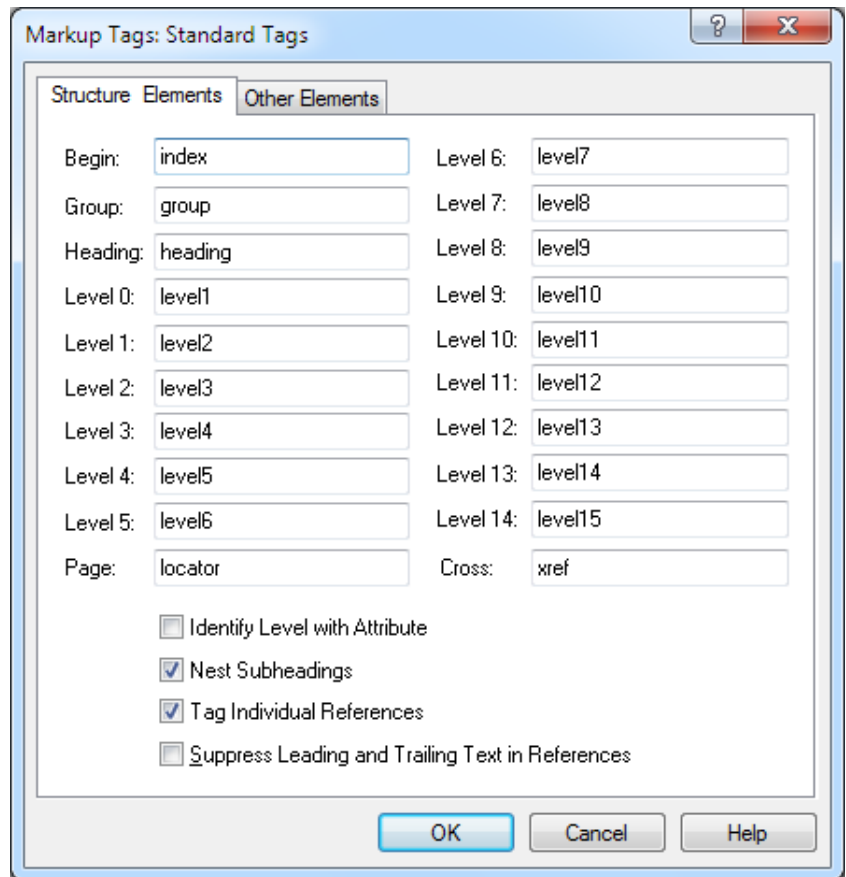 Markup Tags: Standard Tags
Structure Elements Other Elements
Begin: index Level 6: level7
Group: group Level 7: level8
Heading: heading Level 8: level9
Level 0: level1 Level 9: level10
Level 1: level2 Level 10: level11
Level 2: level3 Level 11: level12
Level 3: level4 Level 12: level13
Level 4: level5 Level 13: level14
Level 5: level6 Level 14: level15
Page: locator Cross: xref
Identify Level with Attribute
Nest Subheadings
Tag Individual References
Suppress Leading and Trailing Text in References
OK Cancel Help